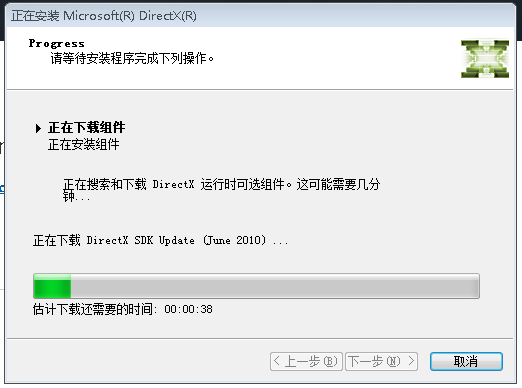 正在安装 Microsoft(R) DirectX(R)
Progress
请等待安装程序完成下列操作。
正在下载组件
正在安装组件
正在搜索和下载 DirectX 运行时可选组件。这可能需要几分
钟...
正在下载 DirectX SDK Update (June 2010) ...
估计下载还需要的时间: 00:00:38
< 上一步(B) 下一步(N) > 取消